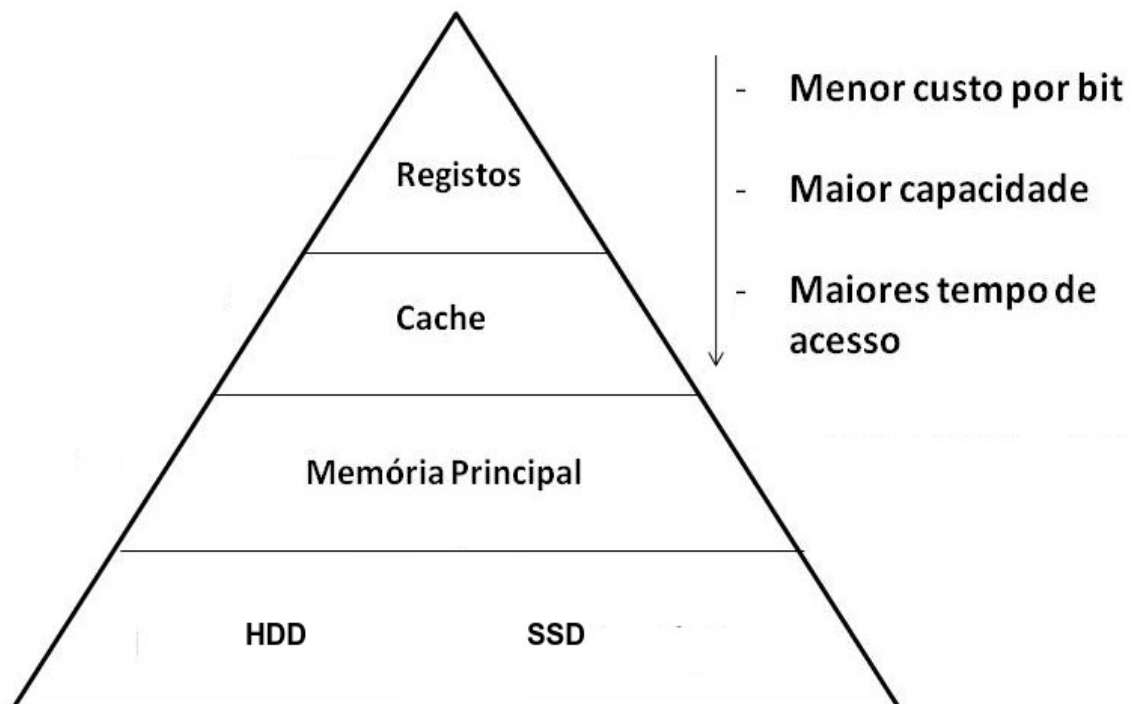 Registos
Cache
Memória Principal
HDD SSD
- Menor custo por bit
- Maior capacidade
- Maiores tempo de
acesso